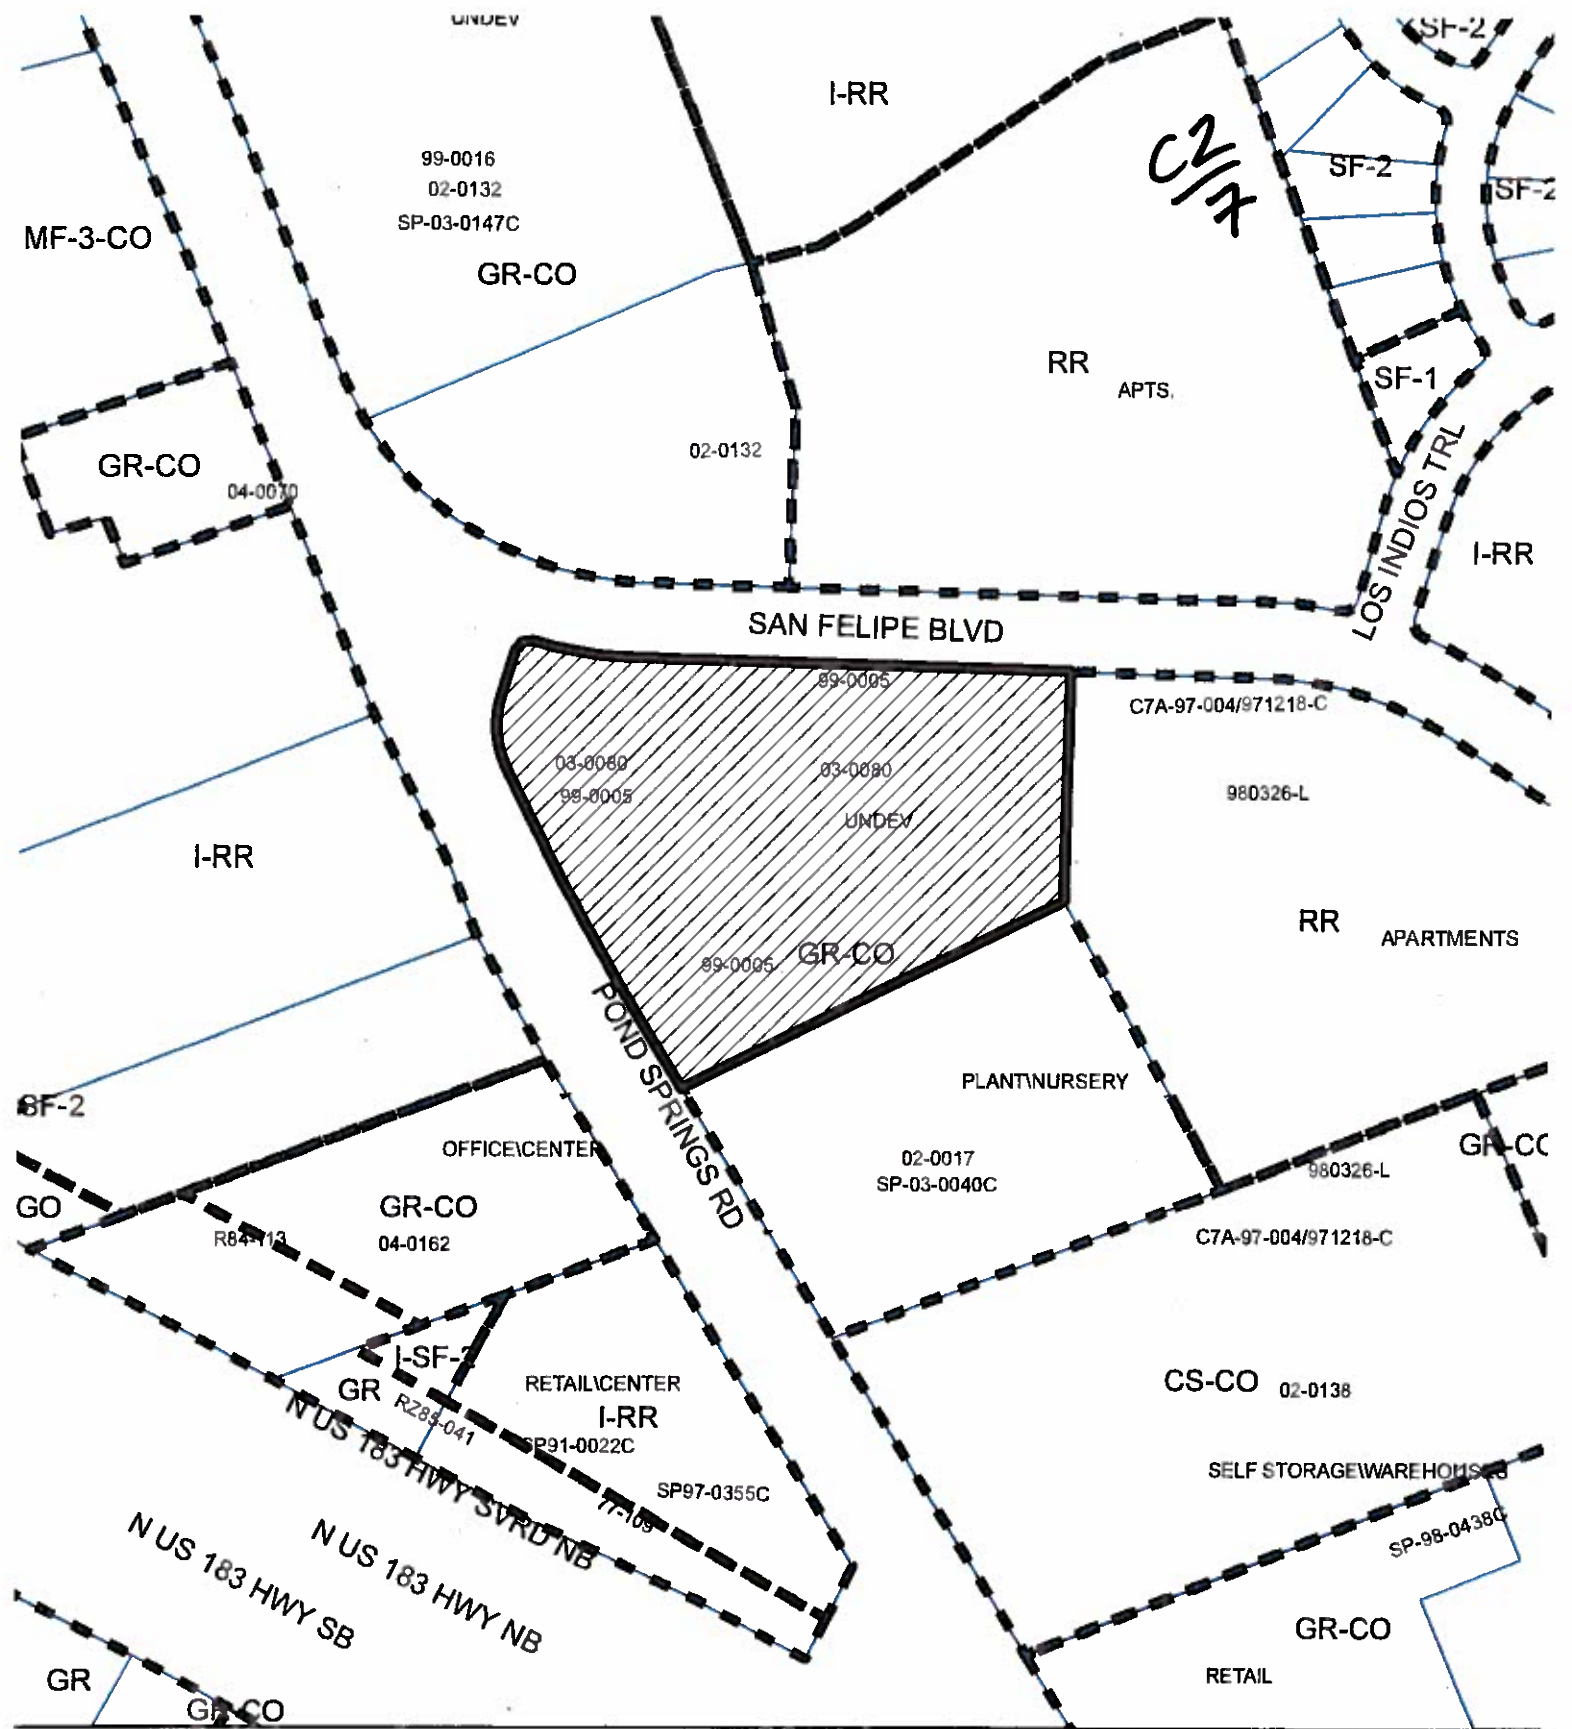 UNDEV
SF-2
I-RR
C2/7
99-0016
02-0132
SP-03-0147C
SF-2
SF-2
MF-3-CO
GR-CO
RR
APTS.
SF-1
02-0132
GR-CO
04-0070
LOS INDIOS TRL
I-RR
SAN FELIPE BLVD
99-0005
C7A-97-004/971218-C
03-0080
03-0080
99-0005
980326-L
UNDEV
I-RR
RR
APARTMENTS
GR-CO
99-0005
POND SPRINGS RD
PLANT\NURSERY
SF-2
OFFICE\CENTER
GR-CO
02-0017
980326-L
SP-03-0040C
GO
GR-CO
R84-113
04-0162
C7A-97-004/971218-C
GR
RETAIL\CENTER
CS-CO
02-0138
RZ85-041
I-RR
SP91-0022C
N US 183 HWY SVRD NB
SELF STORAGE\WAREHOUSES
SP97-0355C
77-109
SP-98-0438C
N US 183 HWY SB
N US 183 HWY NB
GR-CO
RETAIL
GR
GR-CO